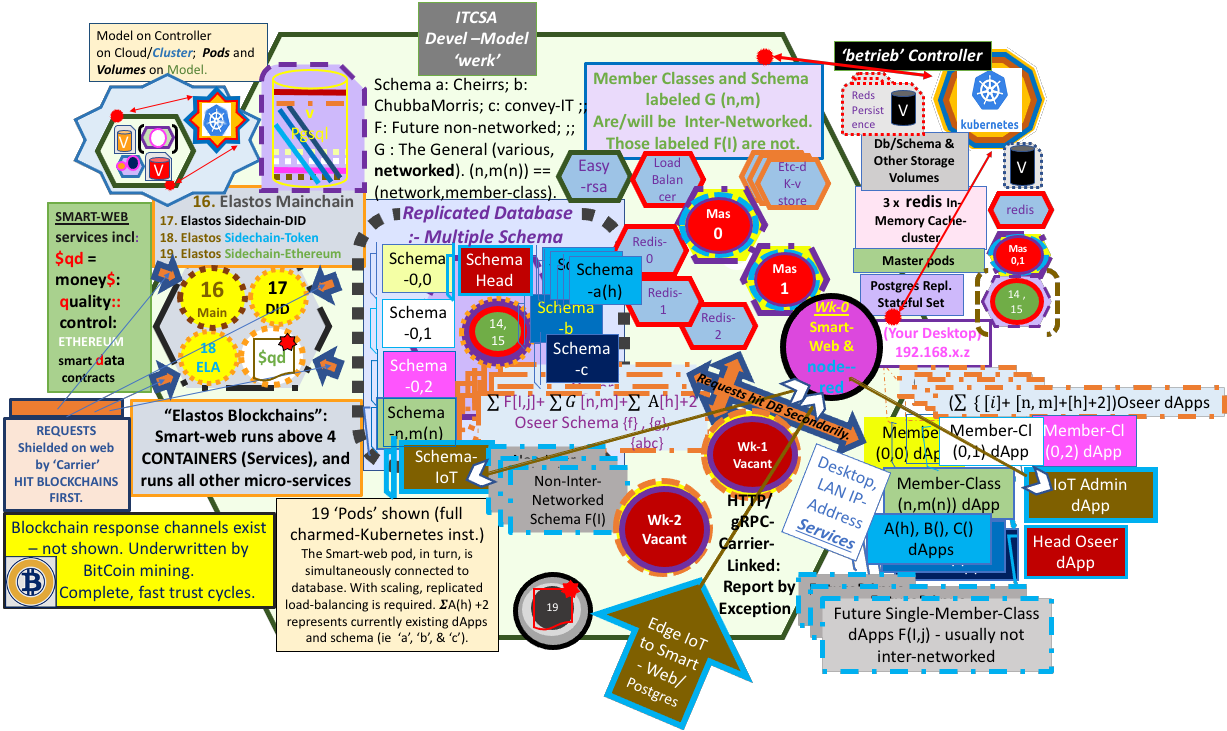 ITCSA
Devel –Model
‘werk’
Model on Controller
on Cloud/Cluster; Pods and
Volumes on Model.
V
V
V
Pgsql
Schema a: Cheirrs; b:
ChubbaMorris; c: convey-IT ;;
F: Future non-networked; ;;
G : The General (various,
networked). (n,m(n)) ==
(network,member-class).
Member Classes and Schema
labeled G (n,m)
Are/will be Inter-Networked.
Those labeled F(I) are not.
‘betrieb’ Controller
Reds
Persist
ence
V
kubernetes
Db/Schema &
Other Storage
Volumes
V
3 x redis In-
Memory Cache-
cluster
redis
Master pods
Mas
0,1
Postgres Repl.
Stateful Set
14 ,
15
(Your Desktop)
192.168.x.z
Easy
-rsa
Load
Balan
cer
Etc-d
K-v
store
Mas
0
Mas
1
Redis-
0
Redis-
1
Redis-
2
Wk-0
Smart-
Web &
node-
red
16. Elastos Mainchain
17. Elastos Sidechain-DID
18. Elastos Sidechain-Token
19. Elastos Sidechain-Ethereum
SMART-WEB
services incl:
$qd =
money$:
quality::
control:
ETHEREUM
smart data
contracts
16
Main
17
DID
18
ELA
$qd
Replicated Database
:- Multiple Schema
Schema
-0,0
Schema
Head
Schema
-a(h)
Schema
-0,1
14,
15
Schema
-b
Schema
-c
Schema
-0,2
Schema
-n,m(n)
Schema-
IoT
∑ F[I,j]+ ∑G [n,m]+∑ A[h]+2
Oseer Schema {f} , {g},
{abc}
Non-Inter-
Networked
Schema F(I)
Requests hit DB Secondarily.
Wk-1
Vacant
Wk-2
Vacant
HTTP/
gRPC-
Carrier-
Linked:
Report by
Exception
Desktop,
LAN IP-
Address
Services
(∑ { [i]+ [n, m]+[h]+2])Oseer dApps
Membe
(0,0) D
Member-Cl
(0,1) dApp
Member-Cl
(0,2) dApp
Member-Class
(n,m(n)) dApp
IoT Admin
dApp
A(h), B(), C()
dApps
Head Oseer
dApp
Future Single-Member-Class
dApps F(I,j) - usually not
inter-networked
REQUESTS
Shielded on web
by ‘Carrier’
HIT BLOCKCHAINS
FIRST.
“Elastos Blockchains”:
Smart-web runs above 4
CONTAINERS (Services), and
runs all other micro-services
Blockchain response channels exist
– not shown. Underwritten by
BitCoin mining.
Complete, fast trust cycles.
19 ‘Pods’ shown (full
charmed-Kubernetes inst.)
The Smart-web pod, in turn, is
simultaneously connected to
database. With scaling, replicated
load-balancing is required. ΣA(h) +2
represents currently existing dApps
and schema (ie ‘a’, ‘b’, & ‘c’).
19
Edge IoT
to Smart
- Web/
Postgres